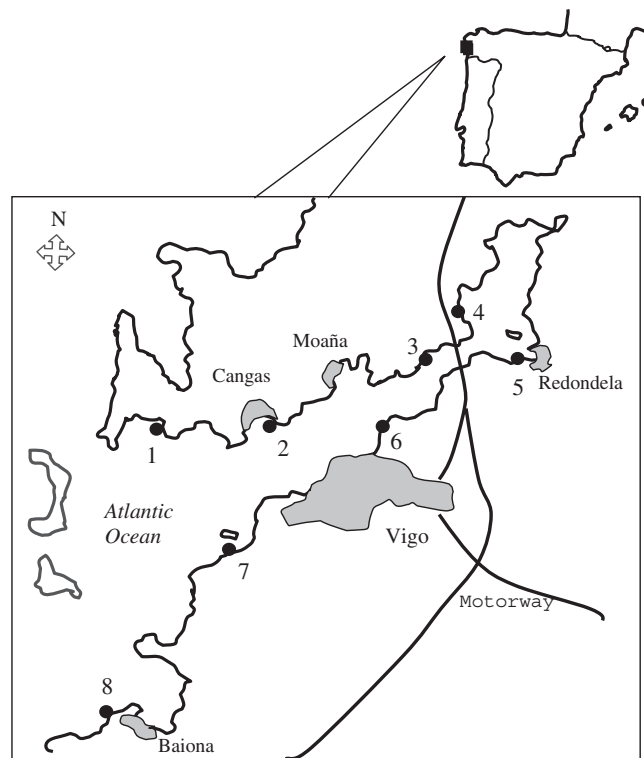 N
4
Moaña
3
Cangas
5
Redondela
1
2
6
Atlantic
Ocean
Vigo
7
Motorway
8
Baiona